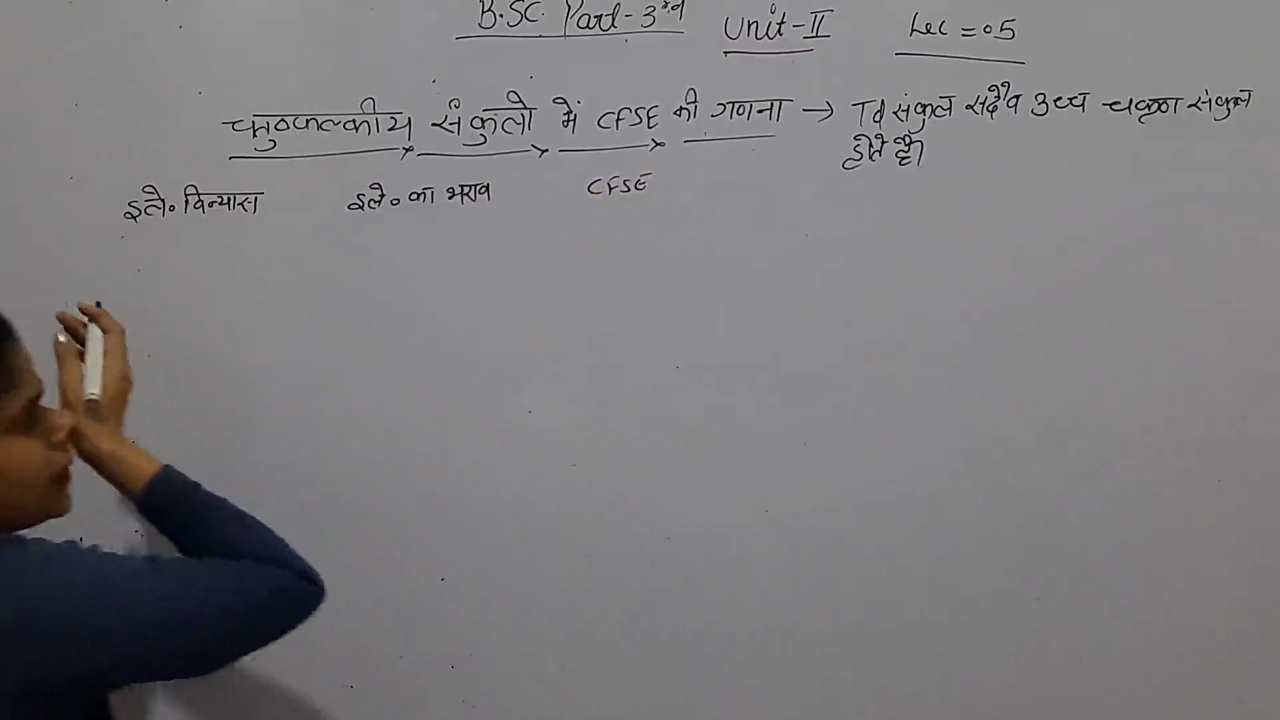 B.SC. Part-3rd Unit-II Lec = 05
चतुष्फल्कीय संकुलो में CFSE की गणना → Td संकुल सदैव उच्च चक्रण संकुल
होते है।
इले० विन्यास इले० का भराव CFSE